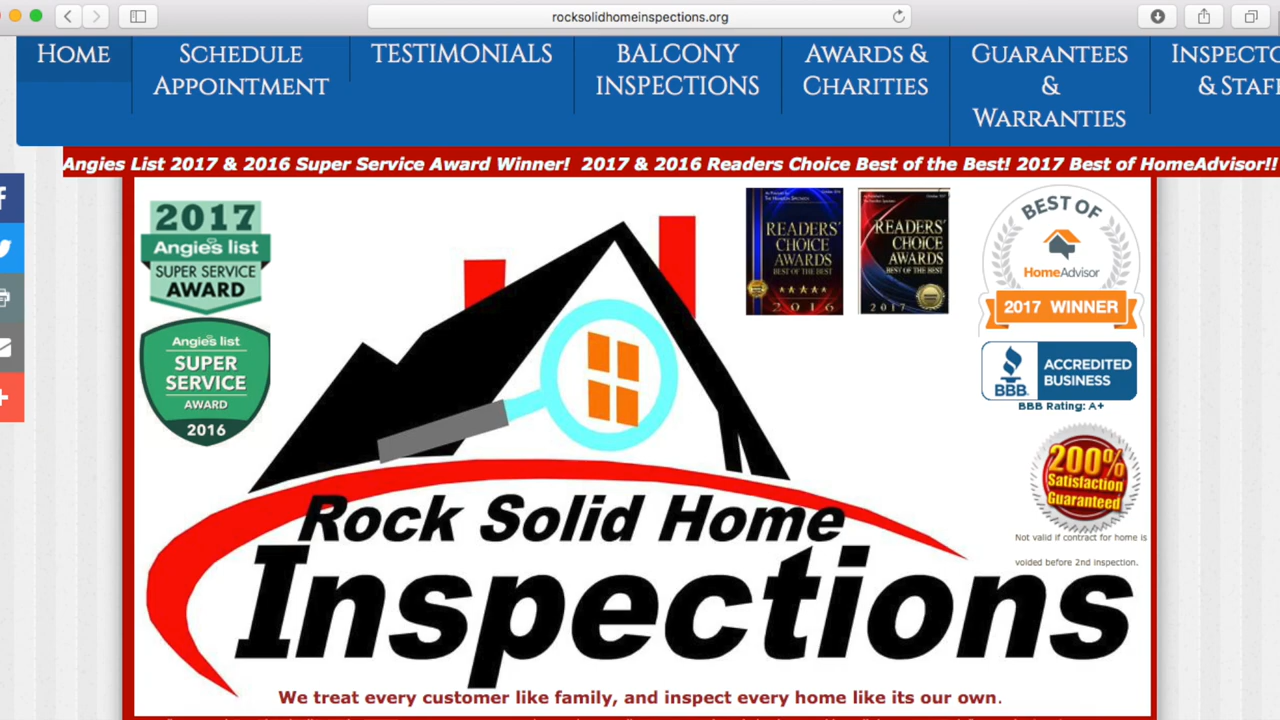 rocksolidhomeinspections.org
HOME
SCHEDULE
APPOINTMENT
TESTIMONIALS
BALCONY
INSPECTIONS
AWARDS &
CHARITIES
GUARANTEES
&
WARRANTIES
INSPECTO
& STAF
Angies List 2017 & 2016 Super Service Award Winner! 2017 & 2016 Readers Choice Best of the Best! 2017 Best of HomeAdvisor!!
2017
Angie's list
SUPER SERVICE
AWARD
Angie's list
SUPER
SERVICE
AWARD
2016
READERS'
CHOICE
AWARDS
BEST OF THE BEST
2016
READERS'
CHOICE
AWARDS
BEST OF THE BEST
2017
BEST OF
HomeAdvisor
2017 WINNER
BBB
ACCREDITED
BUSINESS
BBB Rating: A+
200%
Satisfaction
Guaranteed
Not valid if contract for home is
voided before 2nd inspection.
Rock Solid Home
Inspections
We treat every customer like family, and inspect every home like its our own.